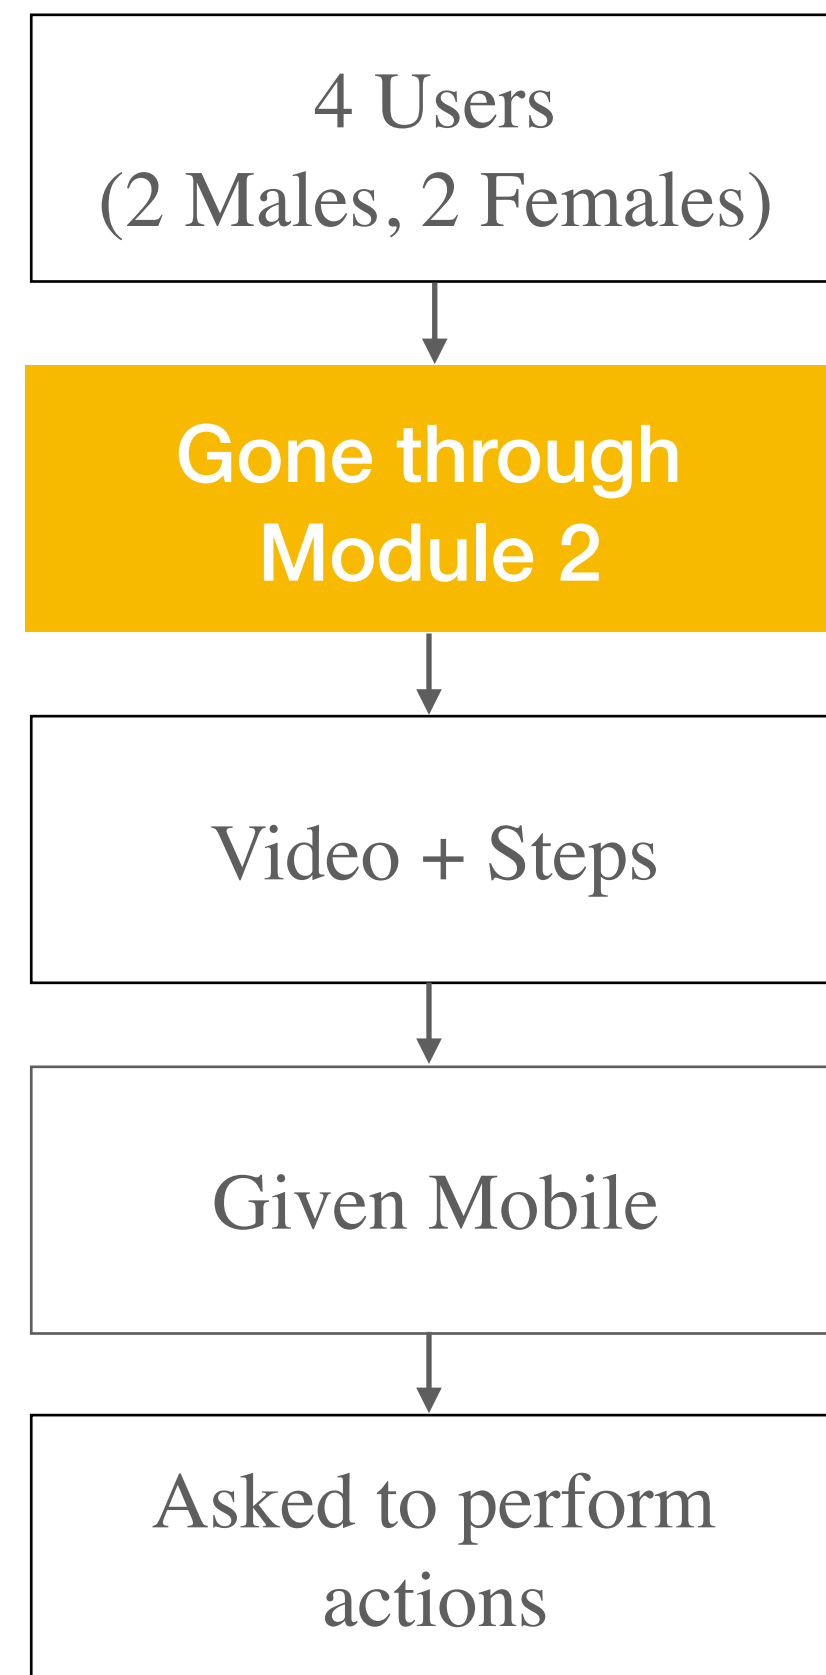 4 Users
(2 Males, 2 Females)
Gone through
Module 2
Video + Steps
Given Mobile
Asked to perform
actions